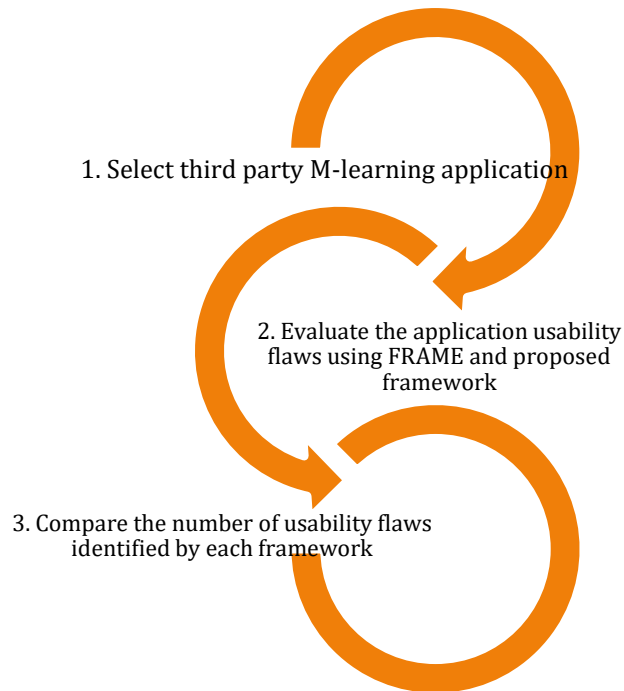 1. Select third party M-learning application
2. Evaluate the application usability
flaws using FRAME and proposed
framework
3. Compare the number of usability flaws
identified by each framework